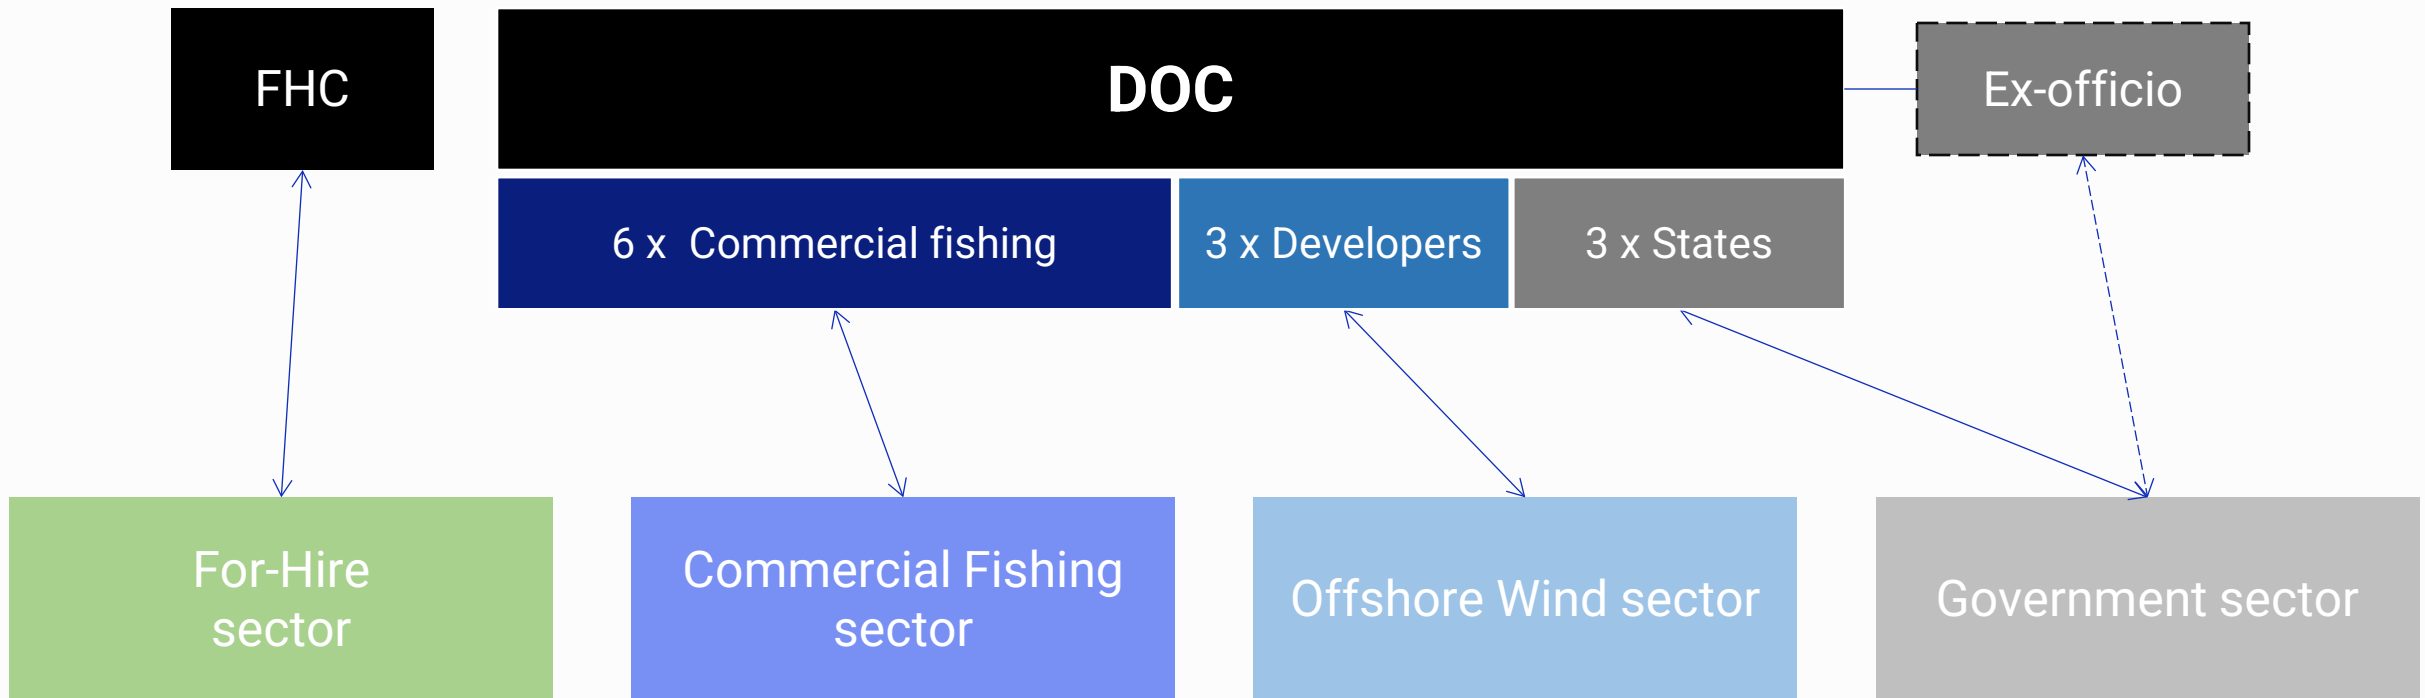 FHC
DOC
Ex-officio
6 x  Commercial fishing
3 x Developers
3 x States
For-Hire
sector
Commercial Fishing
sector
Offshore Wind sector
Government sector